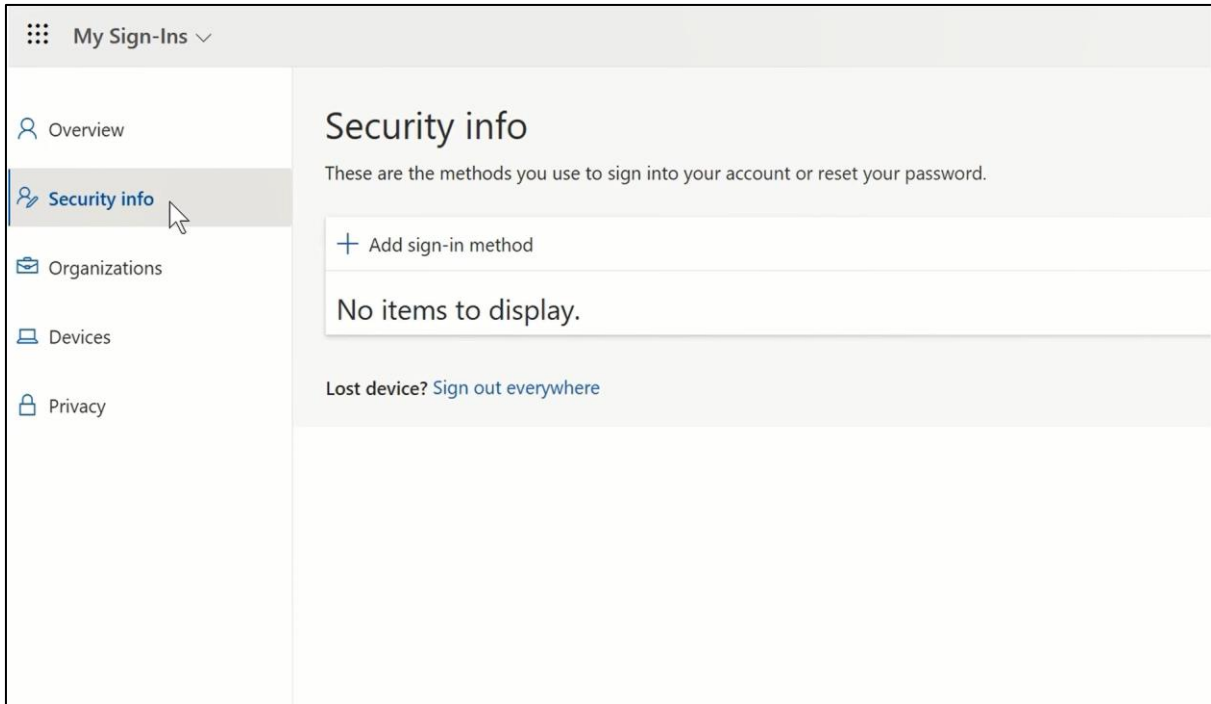 My Sign-Ins
Overview
Security info
Organizations
Devices
Privacy
Security info
These are the methods you use to sign into your account or reset your password.
Add sign-in method
No items to display.
Lost device? Sign out everywhere